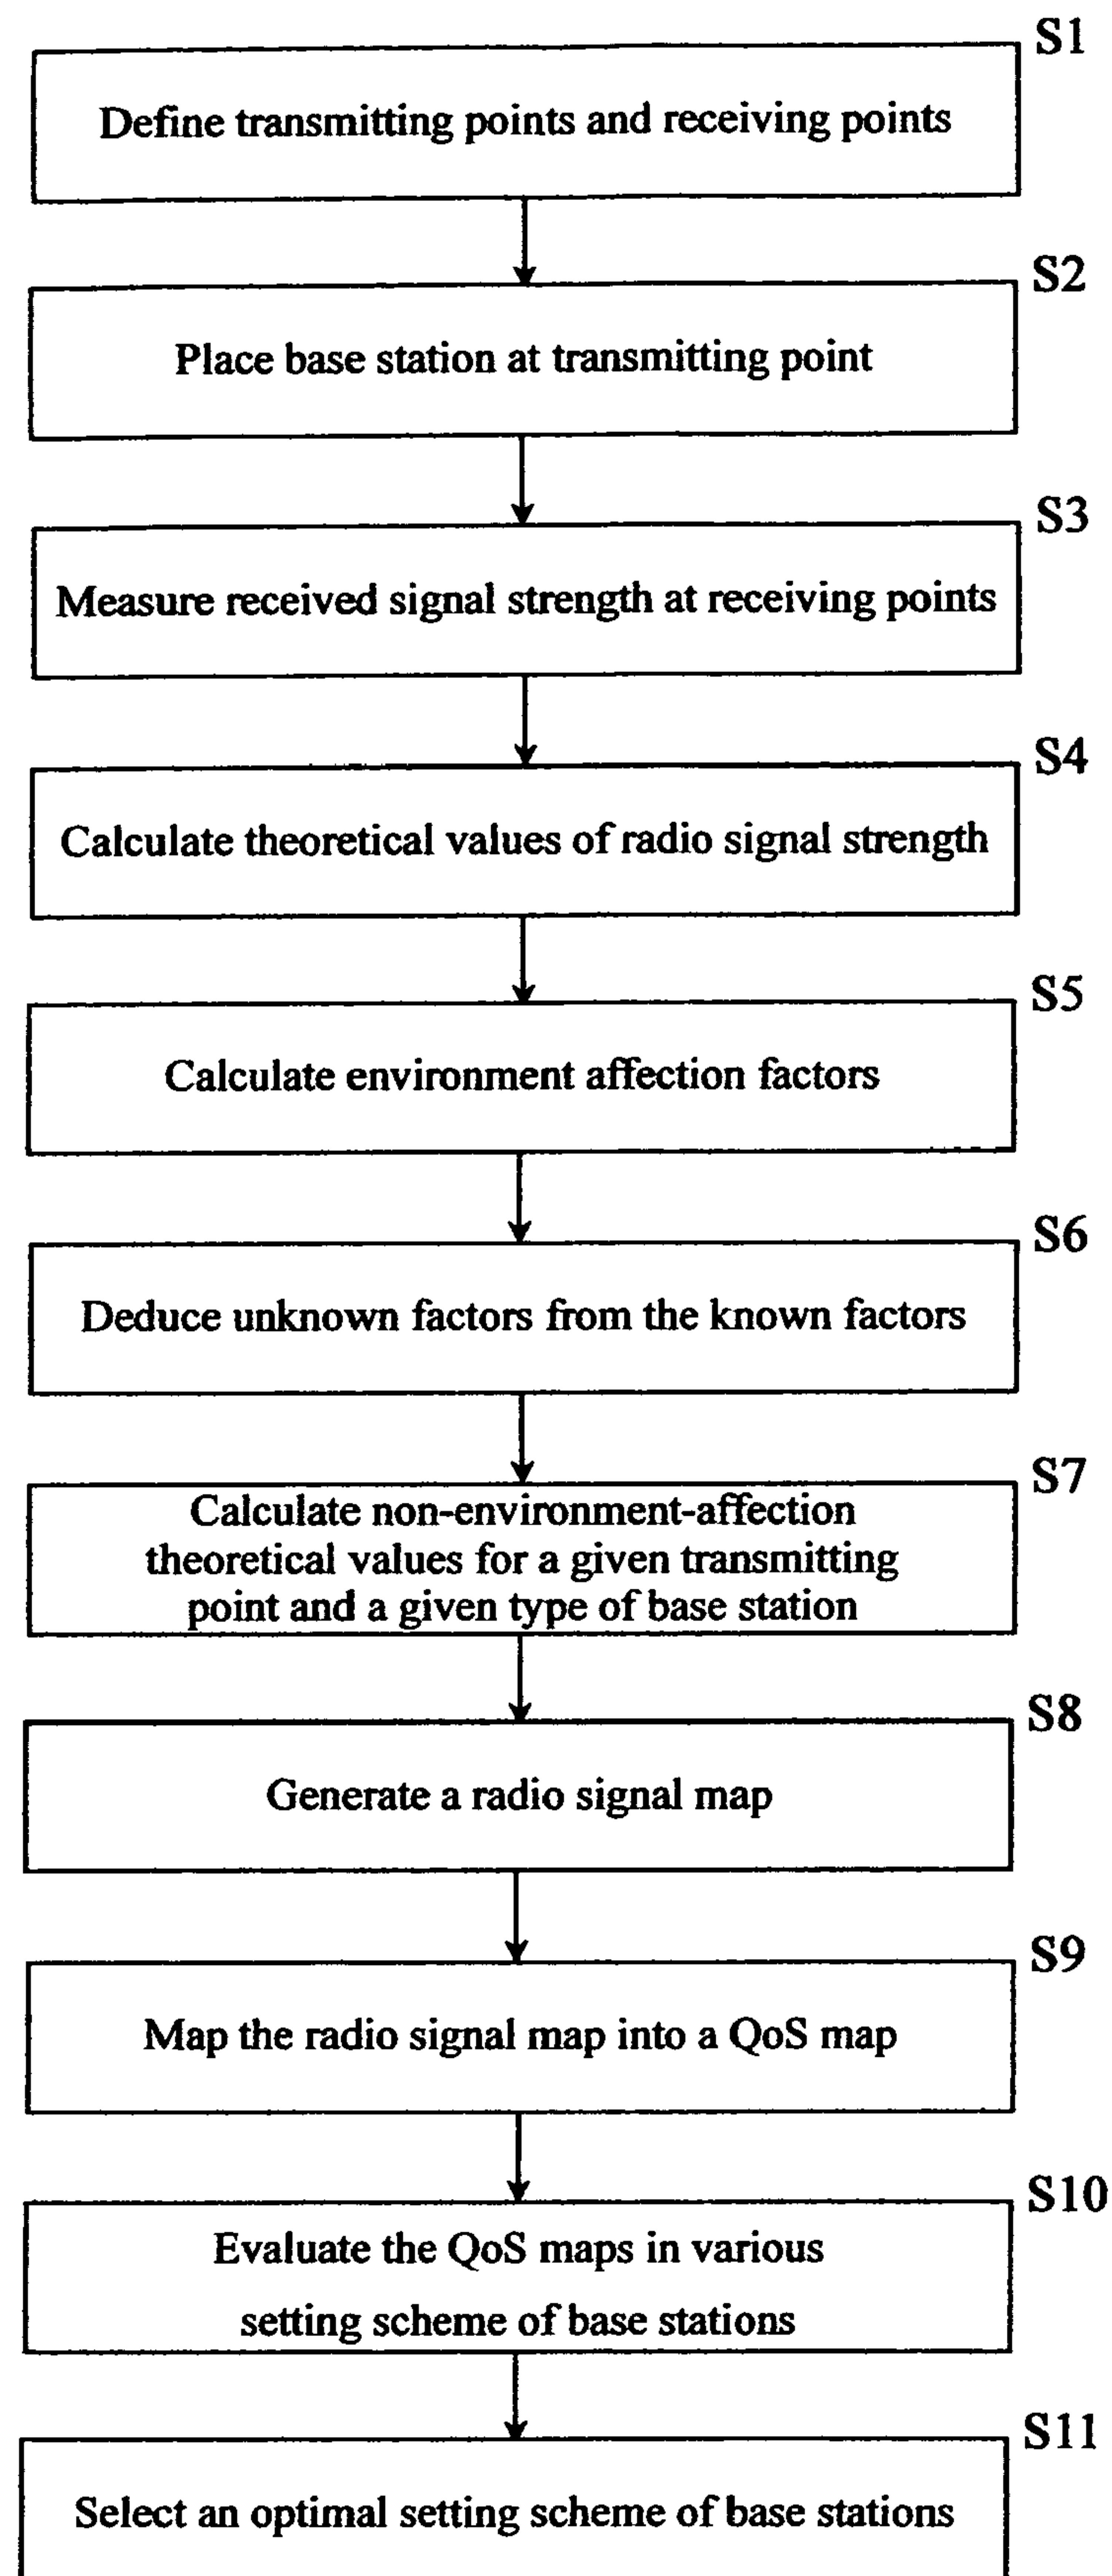 S1
Define transmitting points and receiving points
S2
Place base station at transmitting point
S3
Measure received signal strength at receiving points
S4
Calculate theoretical values of radio signal strength
S5
Calculate environment affection factors
S6
Deduce unknown factors from the known factors
S7
Calculate non-environment-affection
theoretical values for a given transmitting
point and a given type of base station
S8
Generate a radio signal map
S9
Map the radio signal map into a QoS map
S10
Evaluate the QoS maps in various
setting scheme of base stations
S11
Select an optimal setting scheme of base stations